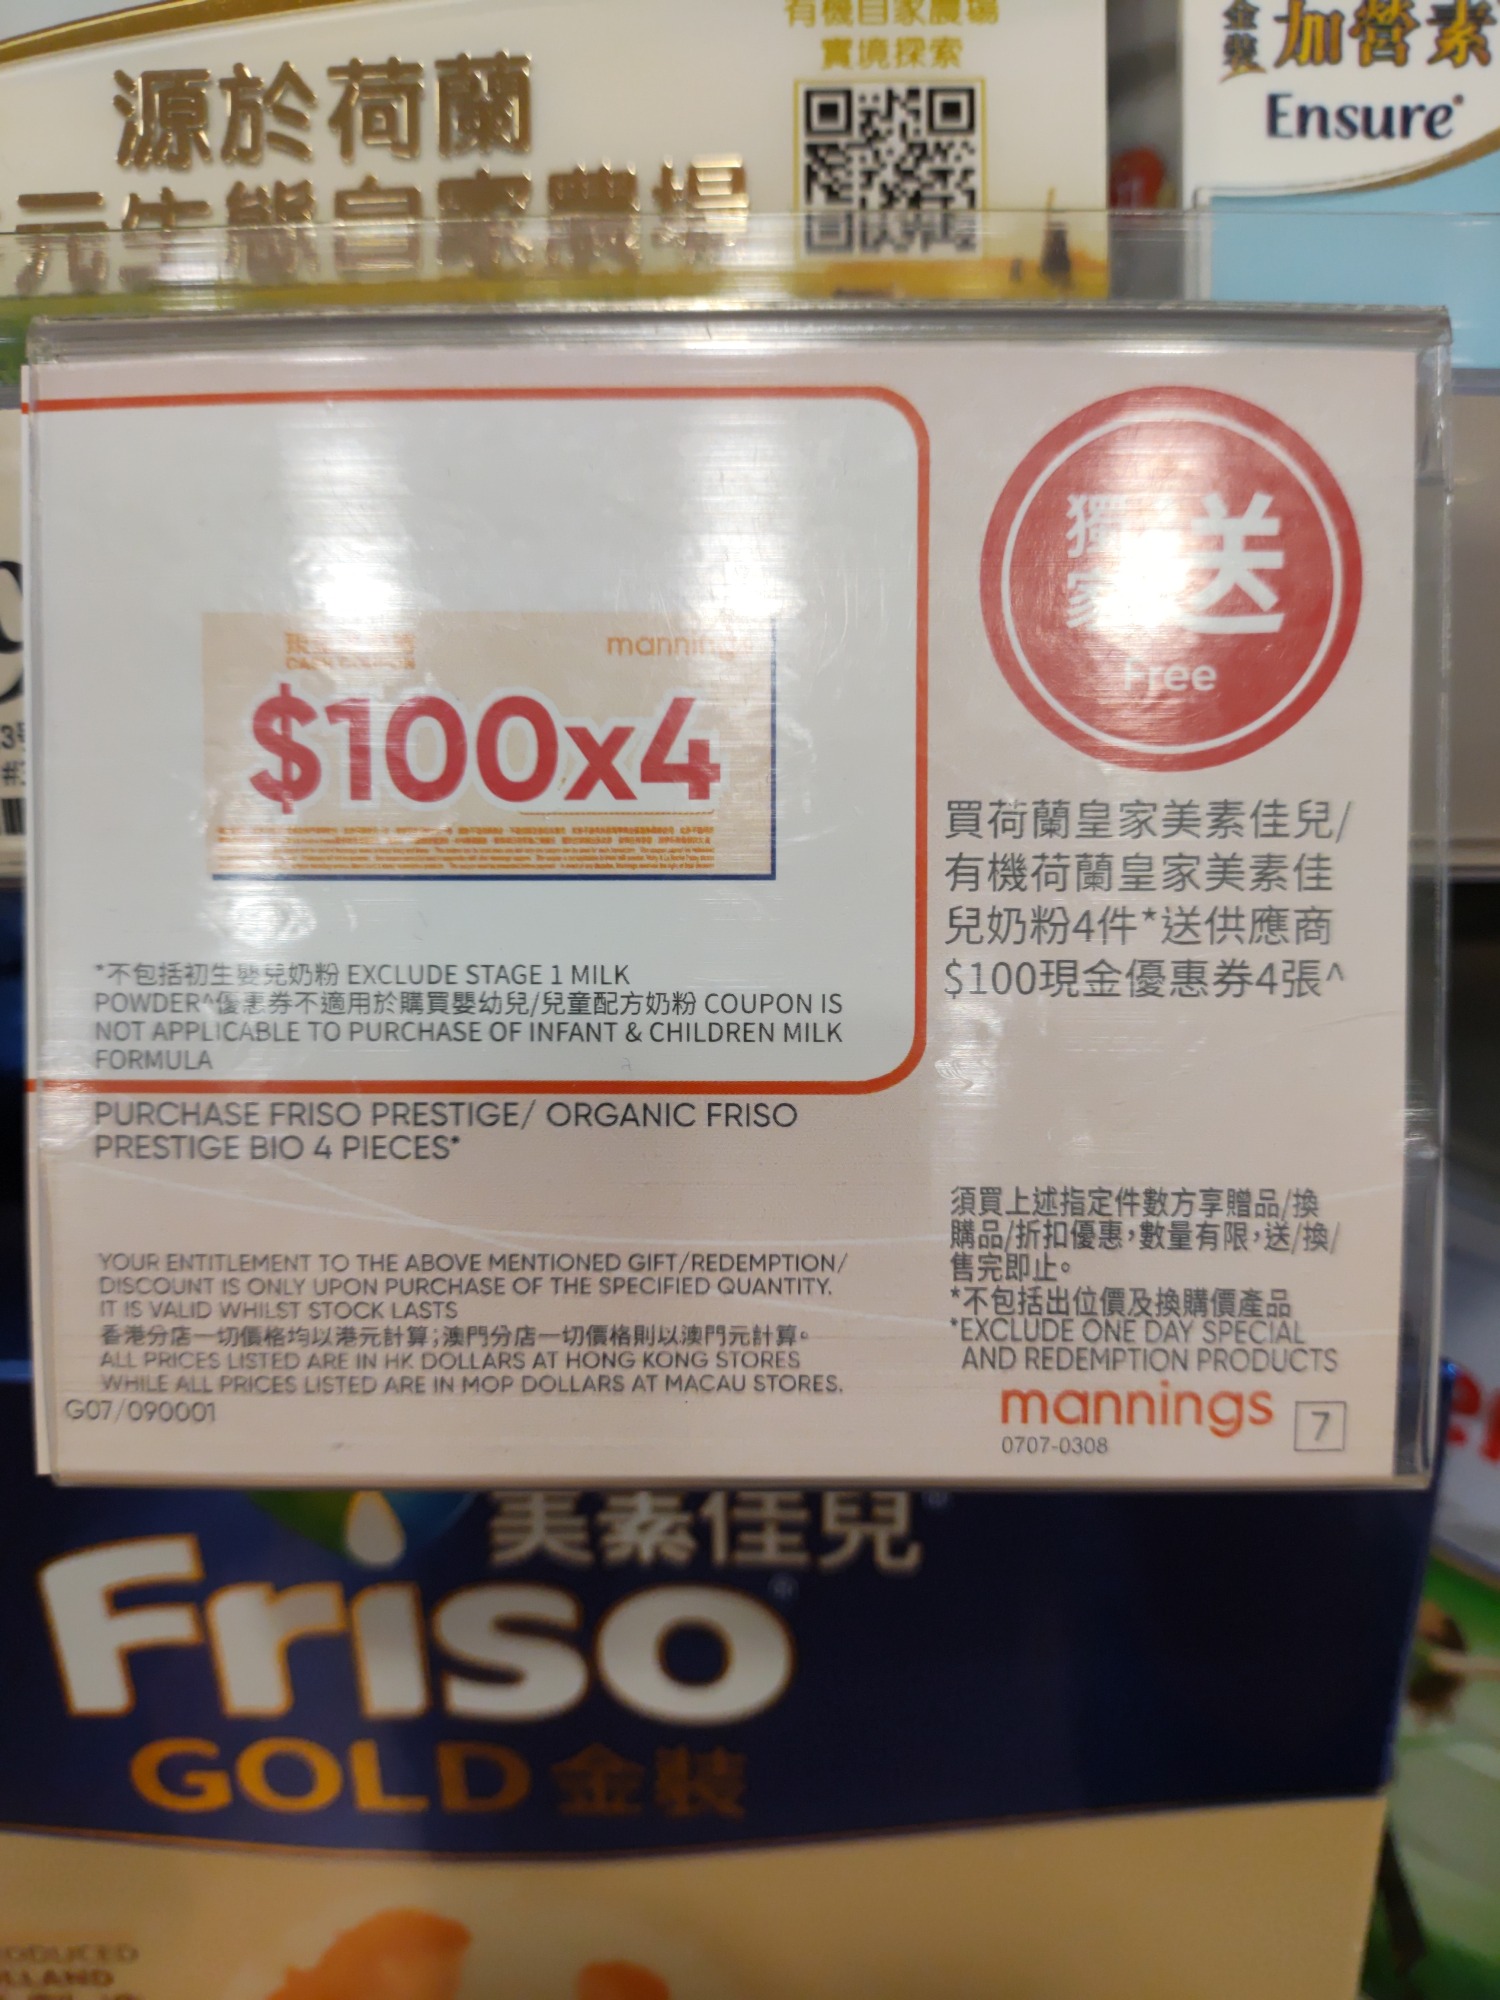 有機自家農場
實境探索
源於荷蘭
元生態自家農場
金裝 加營素
Ensure
獨家送
Free
mannings
$100x4
買荷蘭皇家美素佳兒/
有機荷蘭皇家美素佳
兒奶粉4件*送供應商
$100現金優惠券4張^
*不包括初生嬰兒奶粉 EXCLUDE STAGE 1 MILK
POWDER^優惠券不適用於購買嬰幼兒/兒童配方奶粉 COUPON IS
NOT APPLICABLE TO PURCHASE OF INFANT & CHILDREN MILK
FORMULA
PURCHASE FRISO PRESTIGE/ ORGANIC FRISO
PRESTIGE BIO 4 PIECES*
YOUR ENTITLEMENT TO THE ABOVE MENTIONED GIFT/REDEMPTION/
DISCOUNT IS ONLY UPON PURCHASE OF THE SPECIFIED QUANTITY.
IT IS VALID WHILST STOCK LASTS
香港分店一切價格均以港元計算;澳門分店一切價格則以澳門元計算。
ALL PRICES LISTED ARE IN HK DOLLARS AT HONG KONG STORES
WHILE ALL PRICES LISTED ARE IN MOP DOLLARS AT MACAU STORES.
G07/090001
須買上述指定件數方享贈品/換
購品/折扣優惠,數量有限,送/換/
售完即止。
*不包括出位價及換購價產品
*EXCLUDE ONE DAY SPECIAL
AND REDEMPTION PRODUCTS
mannings
7
0707-0308
美素佳兒
Friso
GOLD 金裝